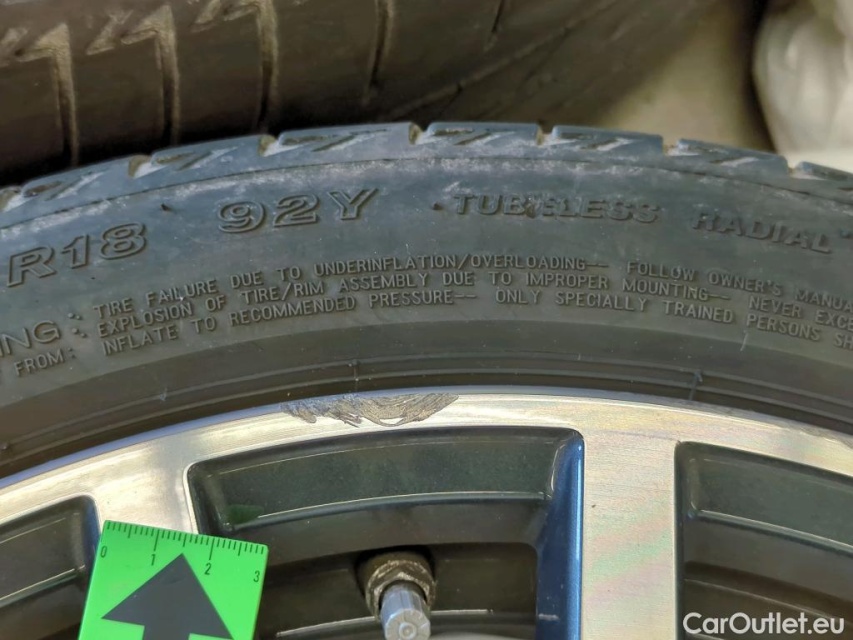 R18 92Y · TUBELESS RADIAL
TIRE FAILURE DUE TO UNDERINFLATION/OVERLOADING— FOLLOW OWNER'S MANUA
ING: EXPLOSION OF TIRE/RIM ASSEMBLY DUE TO IMPROPER MOUNTING— NEVER EXCE
FROM: INFLATE TO RECOMMENDED PRESSURE— ONLY SPECIALLY TRAINED PERSONS SH
0 1 2 3
CarOutlet.eu